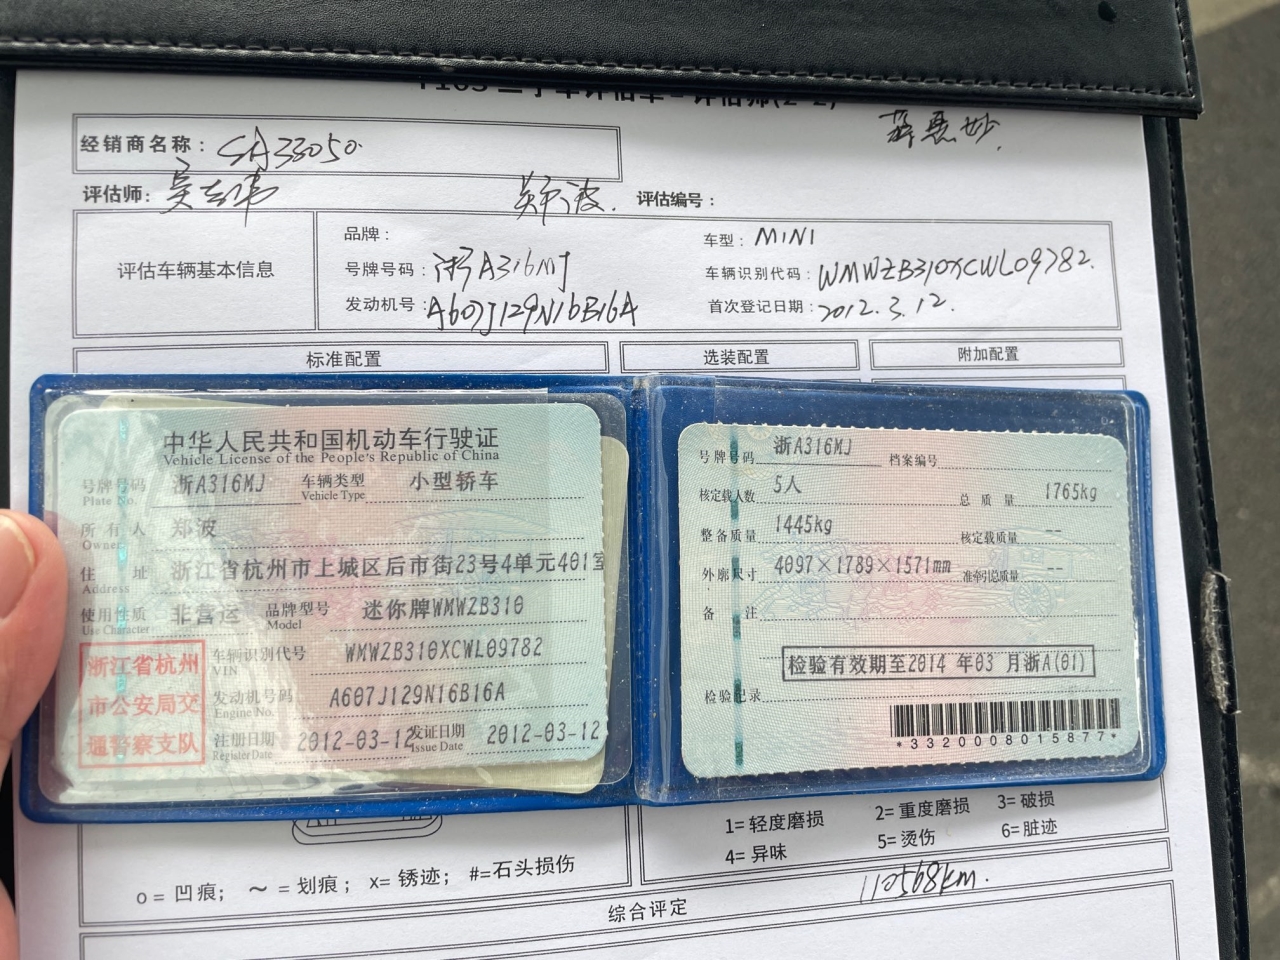 经销商名称: SA33050.
评估师: 吴志伟 郑波. 评估编号:
评估车辆基本信息
品牌:
车型: MINI
号牌号码: 浙A316MJ
车辆识别代码: WMWZB310XCWL09782.
发动机号: A607J129N16B16A
首次登记日期: 2012.3.12.
标准配置 选装配置 附加配置
中华人民共和国机动车行驶证
Vehicle License of the People's Republic of China
号牌号码 浙A316MJ 车辆类型 小型轿车
Plate No. Vehicle Type
所有人 郑波
Owner
住址 浙江省杭州市上城区后市街23号4单元401室
Address
使用性质 非营运 品牌型号 迷你牌WMWZB310
Use Character Model
浙江省杭州
市公安局交
通警察支队
车辆识别代号 WMWZB310XCWL09782
VIN
发动机号码 A607J129N16B16A
Engine No.
注册日期 2012-03-12 发证日期 2012-03-12
Register Date Issue Date
号牌号码 浙A316MJ 档案编号
核定载人数 5人 总质量 1765kg
整备质量 1445kg 核定载质量 --
外廓尺寸 4097×1789×1571mm 准牵引总质量 --
备注
检验有效期至2014 年03 月浙A(01)
检验记录
*3320008015877*
1=轻度磨损 2=重度磨损 3=破损
4=异味 5=烫伤 6=脏迹
o=凹痕; ～=划痕; x=锈迹; #=石头损伤
110568km.
综合评定